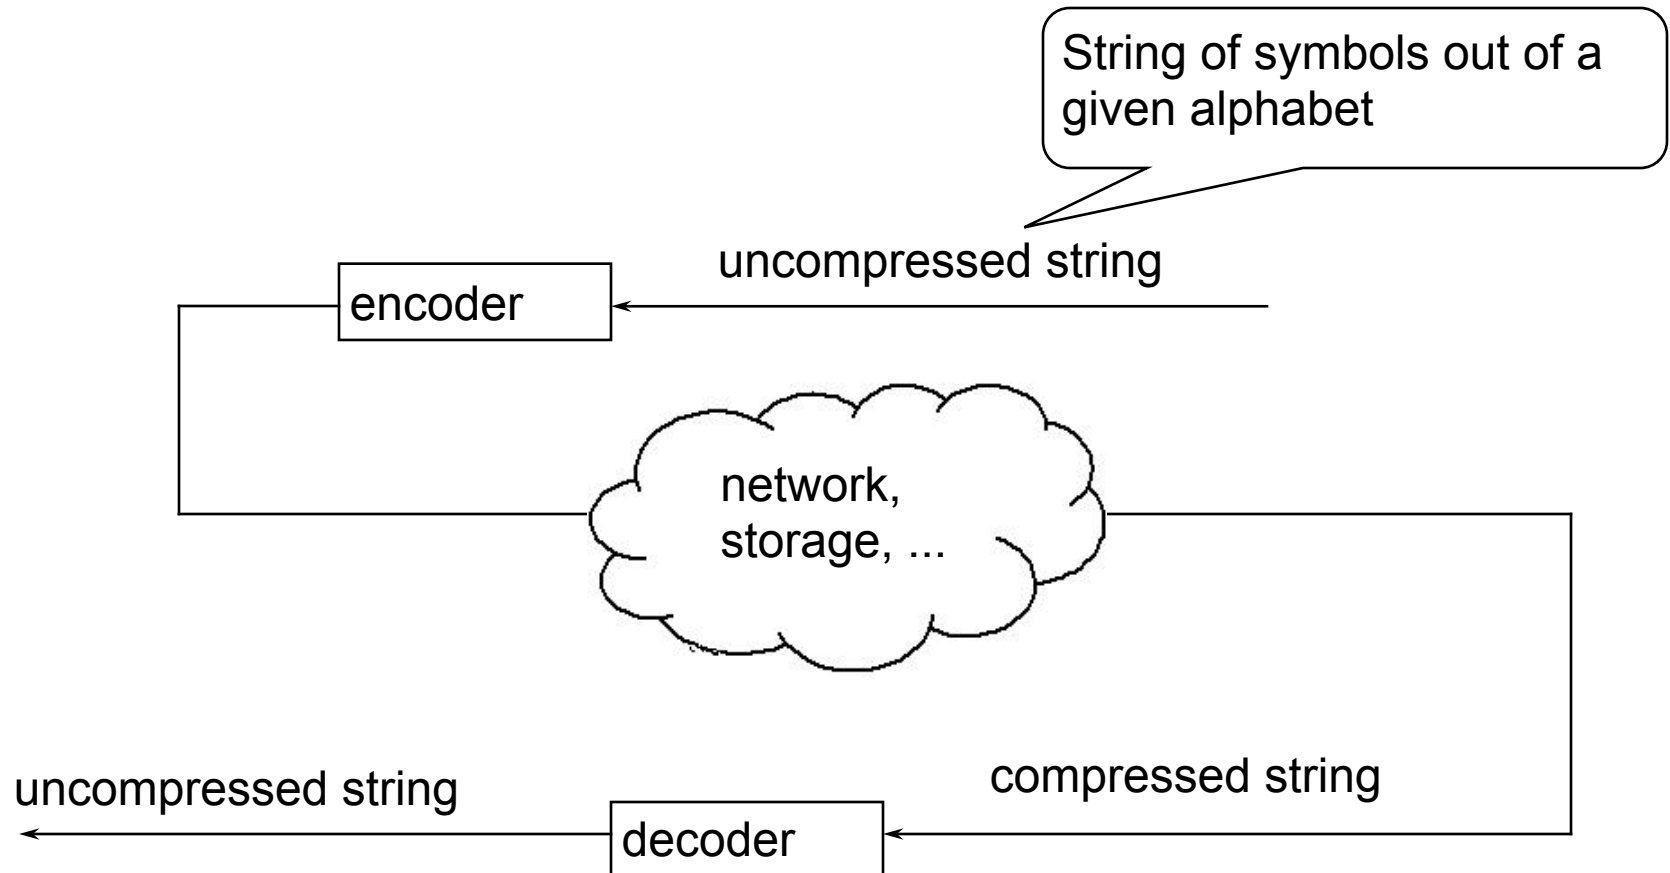 String of symbols out of a
given alphabet
uncompressed string
encoder
network,
storage, ...
compressed string
uncompressed string
decoder